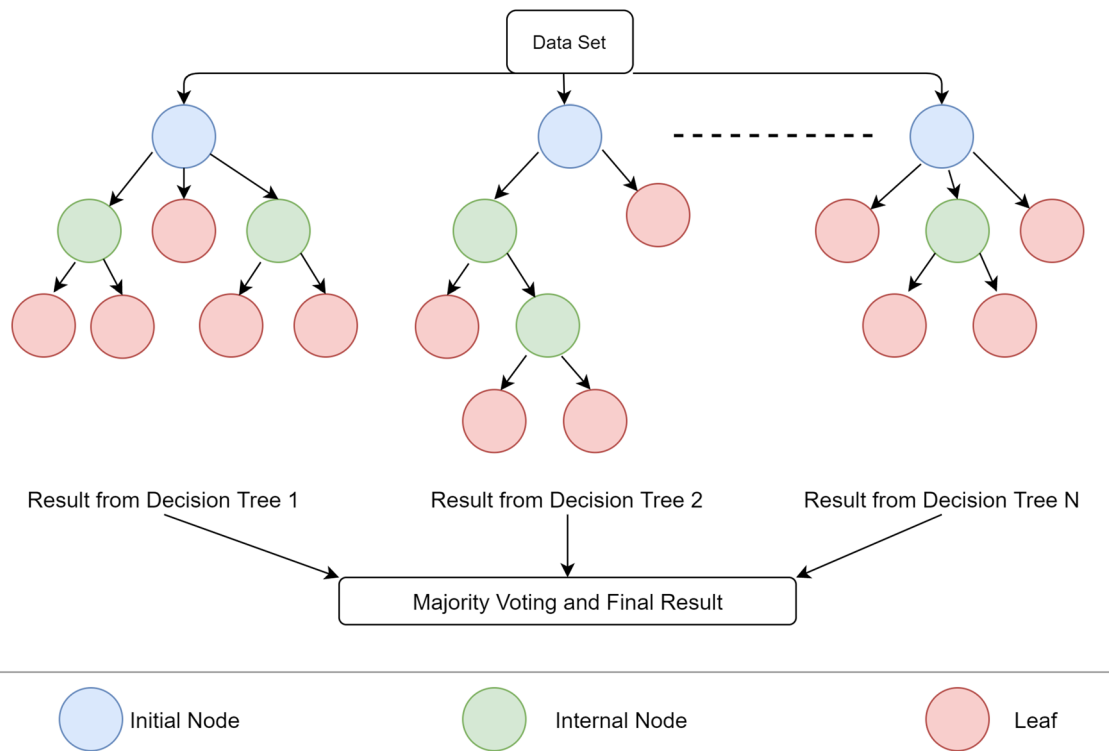 Data Set
Result from Decision Tree 1
Result from Decision Tree 2
Result from Decision Tree N
Majority Voting and Final Result
Initial Node
Internal Node
Leaf